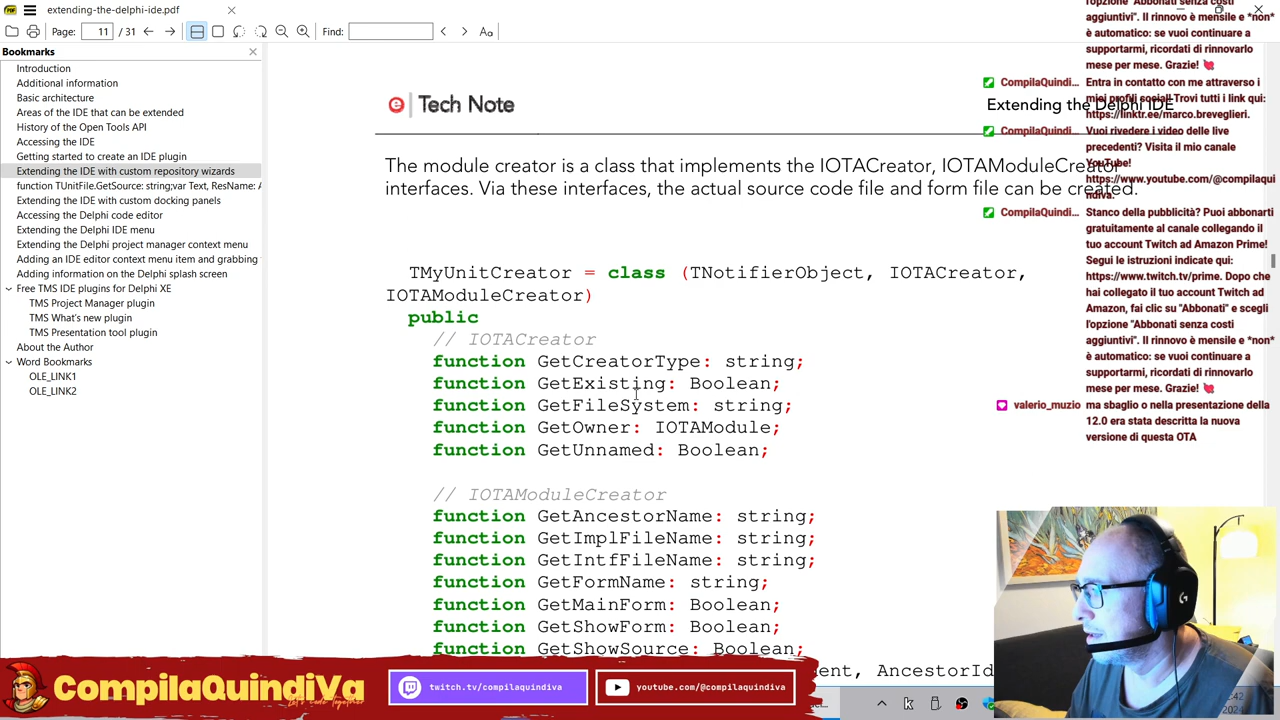 extending-the-delphi-ide.pdf
Page: 11 / 31
Find:
Bookmarks
Introduction
Additional information
Basic architecture
Areas of the IDE that can be extended
History of the Open Tools API
Accessing the IDE
Getting started to create an IDE plugin
Extending the IDE with custom repository wizards
function TUnitFile.GetSource: string;var Text, ResName: A
Extending the IDE with custom docking panels
Accessing the Delphi code editor
Extending the Delphi IDE menu
Extending the Delphi project manager context menu
Adding an IDE editor context menu item and grabbing
Adding information on the Delphi splash screen
Free TMS IDE plugins for Delphi XE
TMS Project Manager plugin
TMS What's new plugin
TMS Presentation tool plugin
About the Author
Word Bookmarks
OLE_LINK1
OLE_LINK2
e Tech Note
Extending the Delphi IDE
The module creator is a class that implements the IOTACreator, IOTAModuleCreator
interfaces. Via these interfaces, the actual source code file and form file can be created.
TMyUnitCreator = class (TNotifierObject, IOTACreator,
IOTAModuleCreator)
public
// IOTACreator
function GetCreatorType: string;
function GetExisting: Boolean;
function GetFileSystem: string;
function GetOwner: IOTAModule;
function GetUnnamed: Boolean;
// IOTAModuleCreator
function GetAncestorName: string;
function GetImplFileName: string;
function GetIntfFileName: string;
function GetFormName: string;
function GetMainForm: Boolean;
function GetShowForm: Boolean;
function GetShowSource: Boolean;
ent, AncestorId
l'opzione "Abbonati senza costi
aggiuntivi". Il rinnovo è mensile e *non*
è automatico: se vuoi continuare a
supportarmi, ricordati di rinnovarlo
mese per mese. Grazie! 💘
CompilaQuindi... Entra in contatto con me attraverso i
miei profili social! Trovi tutti i link qui:
https://linktr.ee/marco.breveglieri.
CompilaQuindi... Vuoi rivedere i video delle live
precedenti? Visita il mio canale
YouTube!
https://www.youtube.com/@compilaqui
ndiva.
CompilaQuindi... Stanco della pubblicità? Puoi abbonarti
gratuitamente al canale collegando il
tuo account Twitch ad Amazon Prime!
Segui le istruzioni indicate qui:
https://www.twitch.tv/prime. Dopo che
hai collegato il tuo account Twitch ad
Amazon, fai clic su "Abbonati" e scegli
l'opzione "Abbonati senza costi
aggiuntivi". Il rinnovo è mensile e *non*
è automatico: se vuoi continuare a
supportarmi, ricordati di rinnovarlo
mese per mese. Grazie! 💘
valerio_muzio ma sbaglio o nella presentazione della
12.0 era stata descritta la nuova
versione di questa OTA
CompilaQuindiVa
Let's Code Together
twitch.tv/compilaquindiva
youtube.com/@compilaquindiva